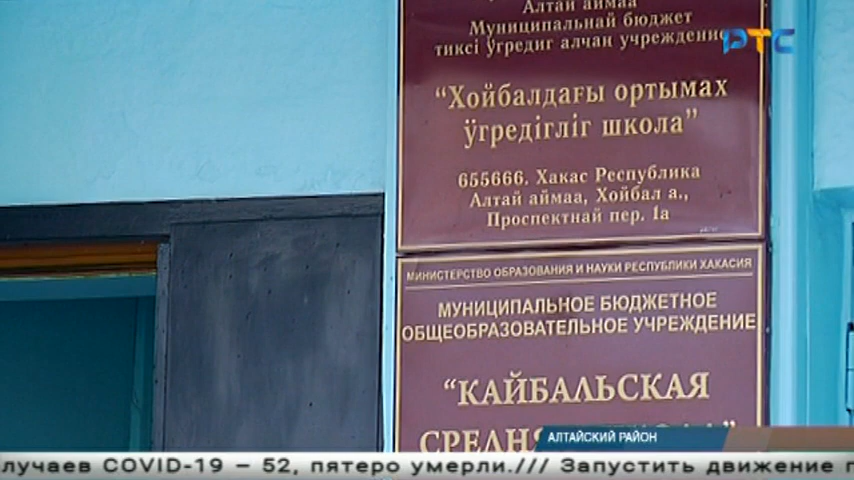 Алтай аймаа
Муниципальнай бюджет
тиксі ӱгредиг алчан учреждение
РТС
“Хойбалдағы ортымах
ӱгредігліг школа”
655666. Хакас Республика
Алтай аймаа, Хойбал а.,
Проспектнай пер. 1а
МИНИСТЕРСТВО ОБРАЗОВАНИЯ И НАУКИ РЕСПУБЛИКИ ХАКАСИЯ
МУНИЦИПАЛЬНОЕ БЮДЖЕТНОЕ
ОБЩЕОБРАЗОВАТЕЛЬНОЕ УЧРЕЖДЕНИЕ
“КАЙБАЛЬСКАЯ
АЛТАЙСКИЙ РАЙОН
лучаев COVID-19 – 52, пятеро умерли./// Запустить движение п